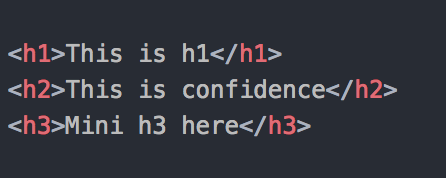 <h1>This is h1</h1>
<h2>This is confidence</h2>
<h3>Mini h3 here</h3>